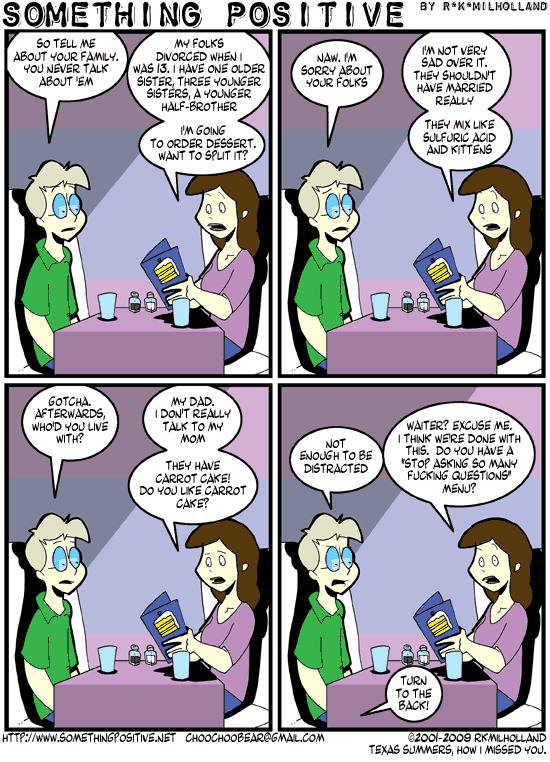 SOMETHING POSITIVE BY R*K*MILHOLLAND
SO TELL ME
ABOUT YOUR FAMILY.
YOU NEVER TALK
ABOUT 'EM
MY FOLKS
DIVORCED WHEN I
WAS 13. I HAVE ONE OLDER
SISTER, THREE YOUNGER
SISTERS, A YOUNGER
HALF-BROTHER
I'M GOING
TO ORDER DESSERT.
WANT TO SPLIT IT?
NAW. I'M
SORRY ABOUT
YOUR FOLKS
I'M NOT VERY
SAD OVER IT.
THEY SHOULDN'T
HAVE MARRIED
REALLY
THEY MIX LIKE
SULFURIC ACID
AND KITTENS
GOTCHA.
AFTERWARDS,
WHO'D YOU LIVE
WITH?
MY DAD.
I DON'T REALLY
TALK TO MY
MOM
THEY HAVE
CARROT CAKE!
DO YOU LIKE CARROT
CAKE?
NOT
ENOUGH TO BE
DISTRACTED
WAITER? EXCUSE ME.
I THINK WE'RE DONE WITH
THIS. DO YOU HAVE A
"STOP ASKING SO MANY
FUCKING QUESTIONS"
MENU?
TURN
TO THE
BACK!
HTTP://WWW.SOMETHINGPOSITIVE.NET CHOOCHOOBEAR@GMAIL.COM
©2001-2009 RKMILHOLLAND
TEXAS SUMMERS, HOW I MISSED YOU.